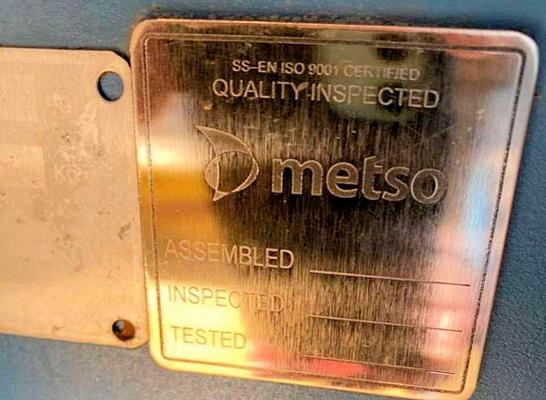 SS-EN ISO 9001 CERTIFIED
QUALITY INSPECTED
metso
ASSEMBLED
INSPECTED
TESTED